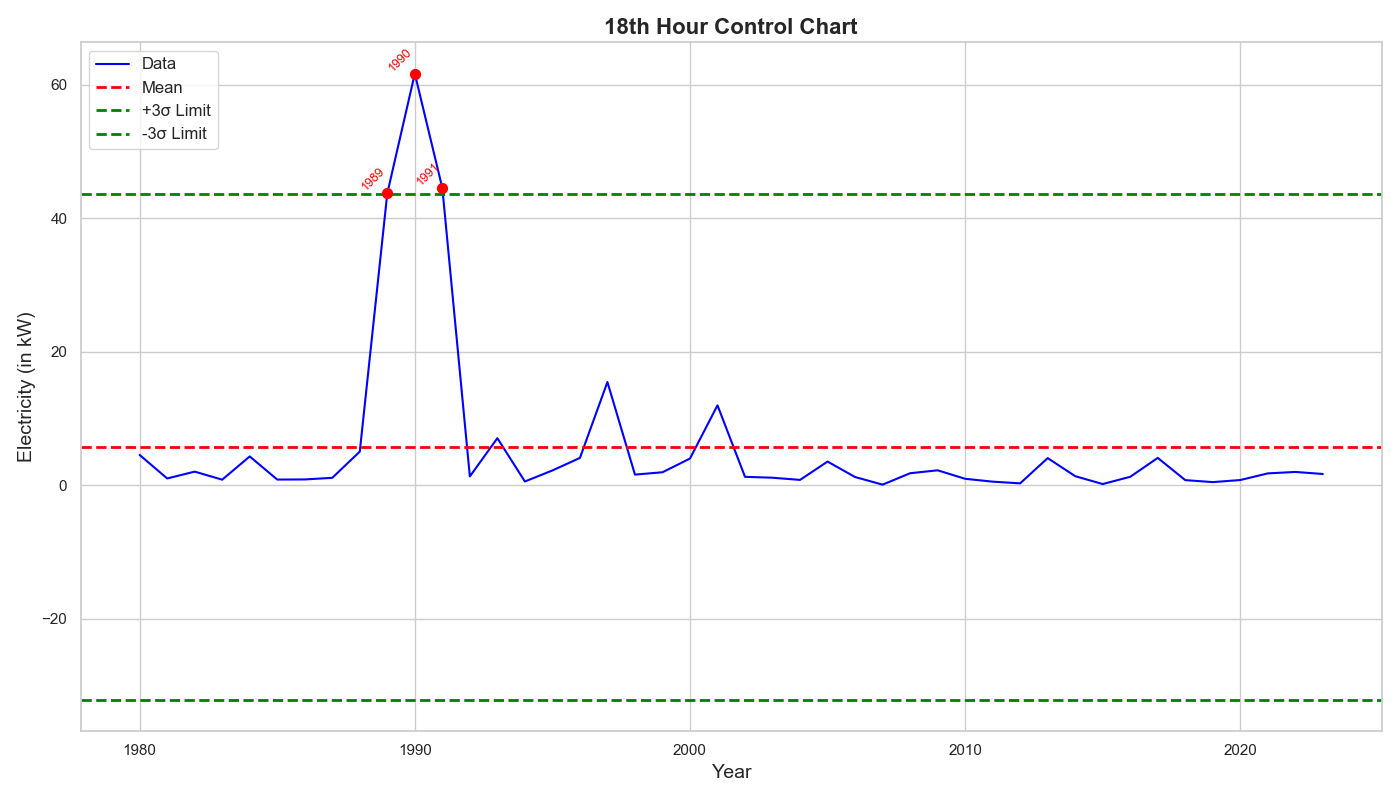 18th Hour Control Chart
Data
Mean
+3σ Limit
-3σ Limit
1990
1989
1991
60
40
20
0
−20
Electricity (in kW)
1980
1990
2000
2010
2020
Year